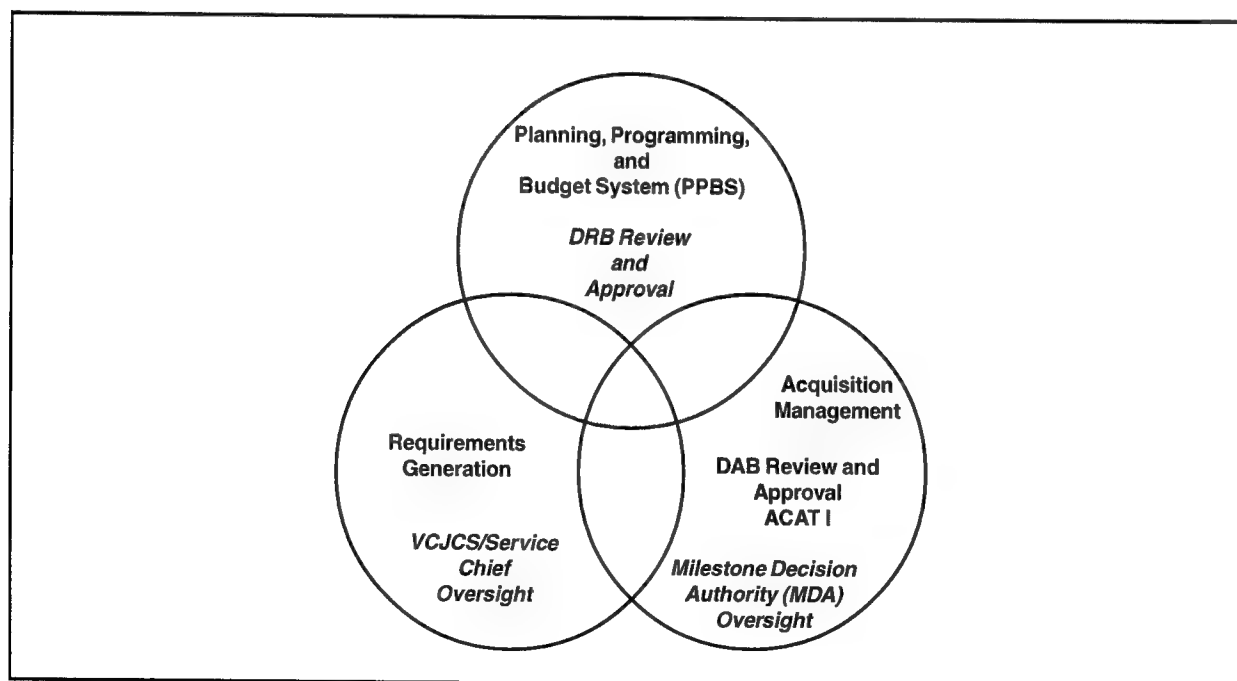 Planning, Programming,
and
Budget System (PPBS)
DRB Review
and
Approval
Requirements
Generation
VCJCS/Service
Chief
Oversight
Acquisition
Management
DAB Review and
Approval
ACAT I
Milestone Decision
Authority (MDA)
Oversight